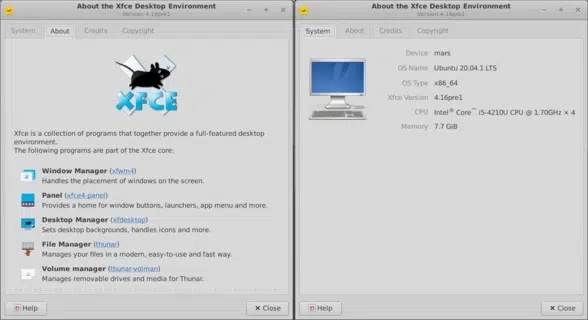 About the Xfce Desktop Environment
Version 4.16pre1
System About Credits Copyright
XFCE
Xfce is a collection of programs that together provide a full-featured desktop
environment.
The following programs are part of the Xfce core:
Window Manager (xfwm4)
Handles the placement of windows on the screen.
Panel (xfce4-panel)
Provides a home for window buttons, launchers, app menu and more.
Desktop Manager (xfdesktop)
Sets desktop backgrounds, handles icons and more.
File Manager (thunar)
Manages your files in a modern, easy-to-use and fast way.
Volume manager (thunar-volman)
Manages removable drives and media for Thunar.
Help Close
About the Xfce Desktop Environment
Version 4.16pre1
System About Credits Copyright
Device mars
OS Name Ubuntu 20.04.1 LTS
OS Type x86_64
Xfce Version 4.16pre1
CPU Intel® Core™ i5-4210U CPU @ 1.70GHz × 4
Memory 7.7 GiB
Help Close